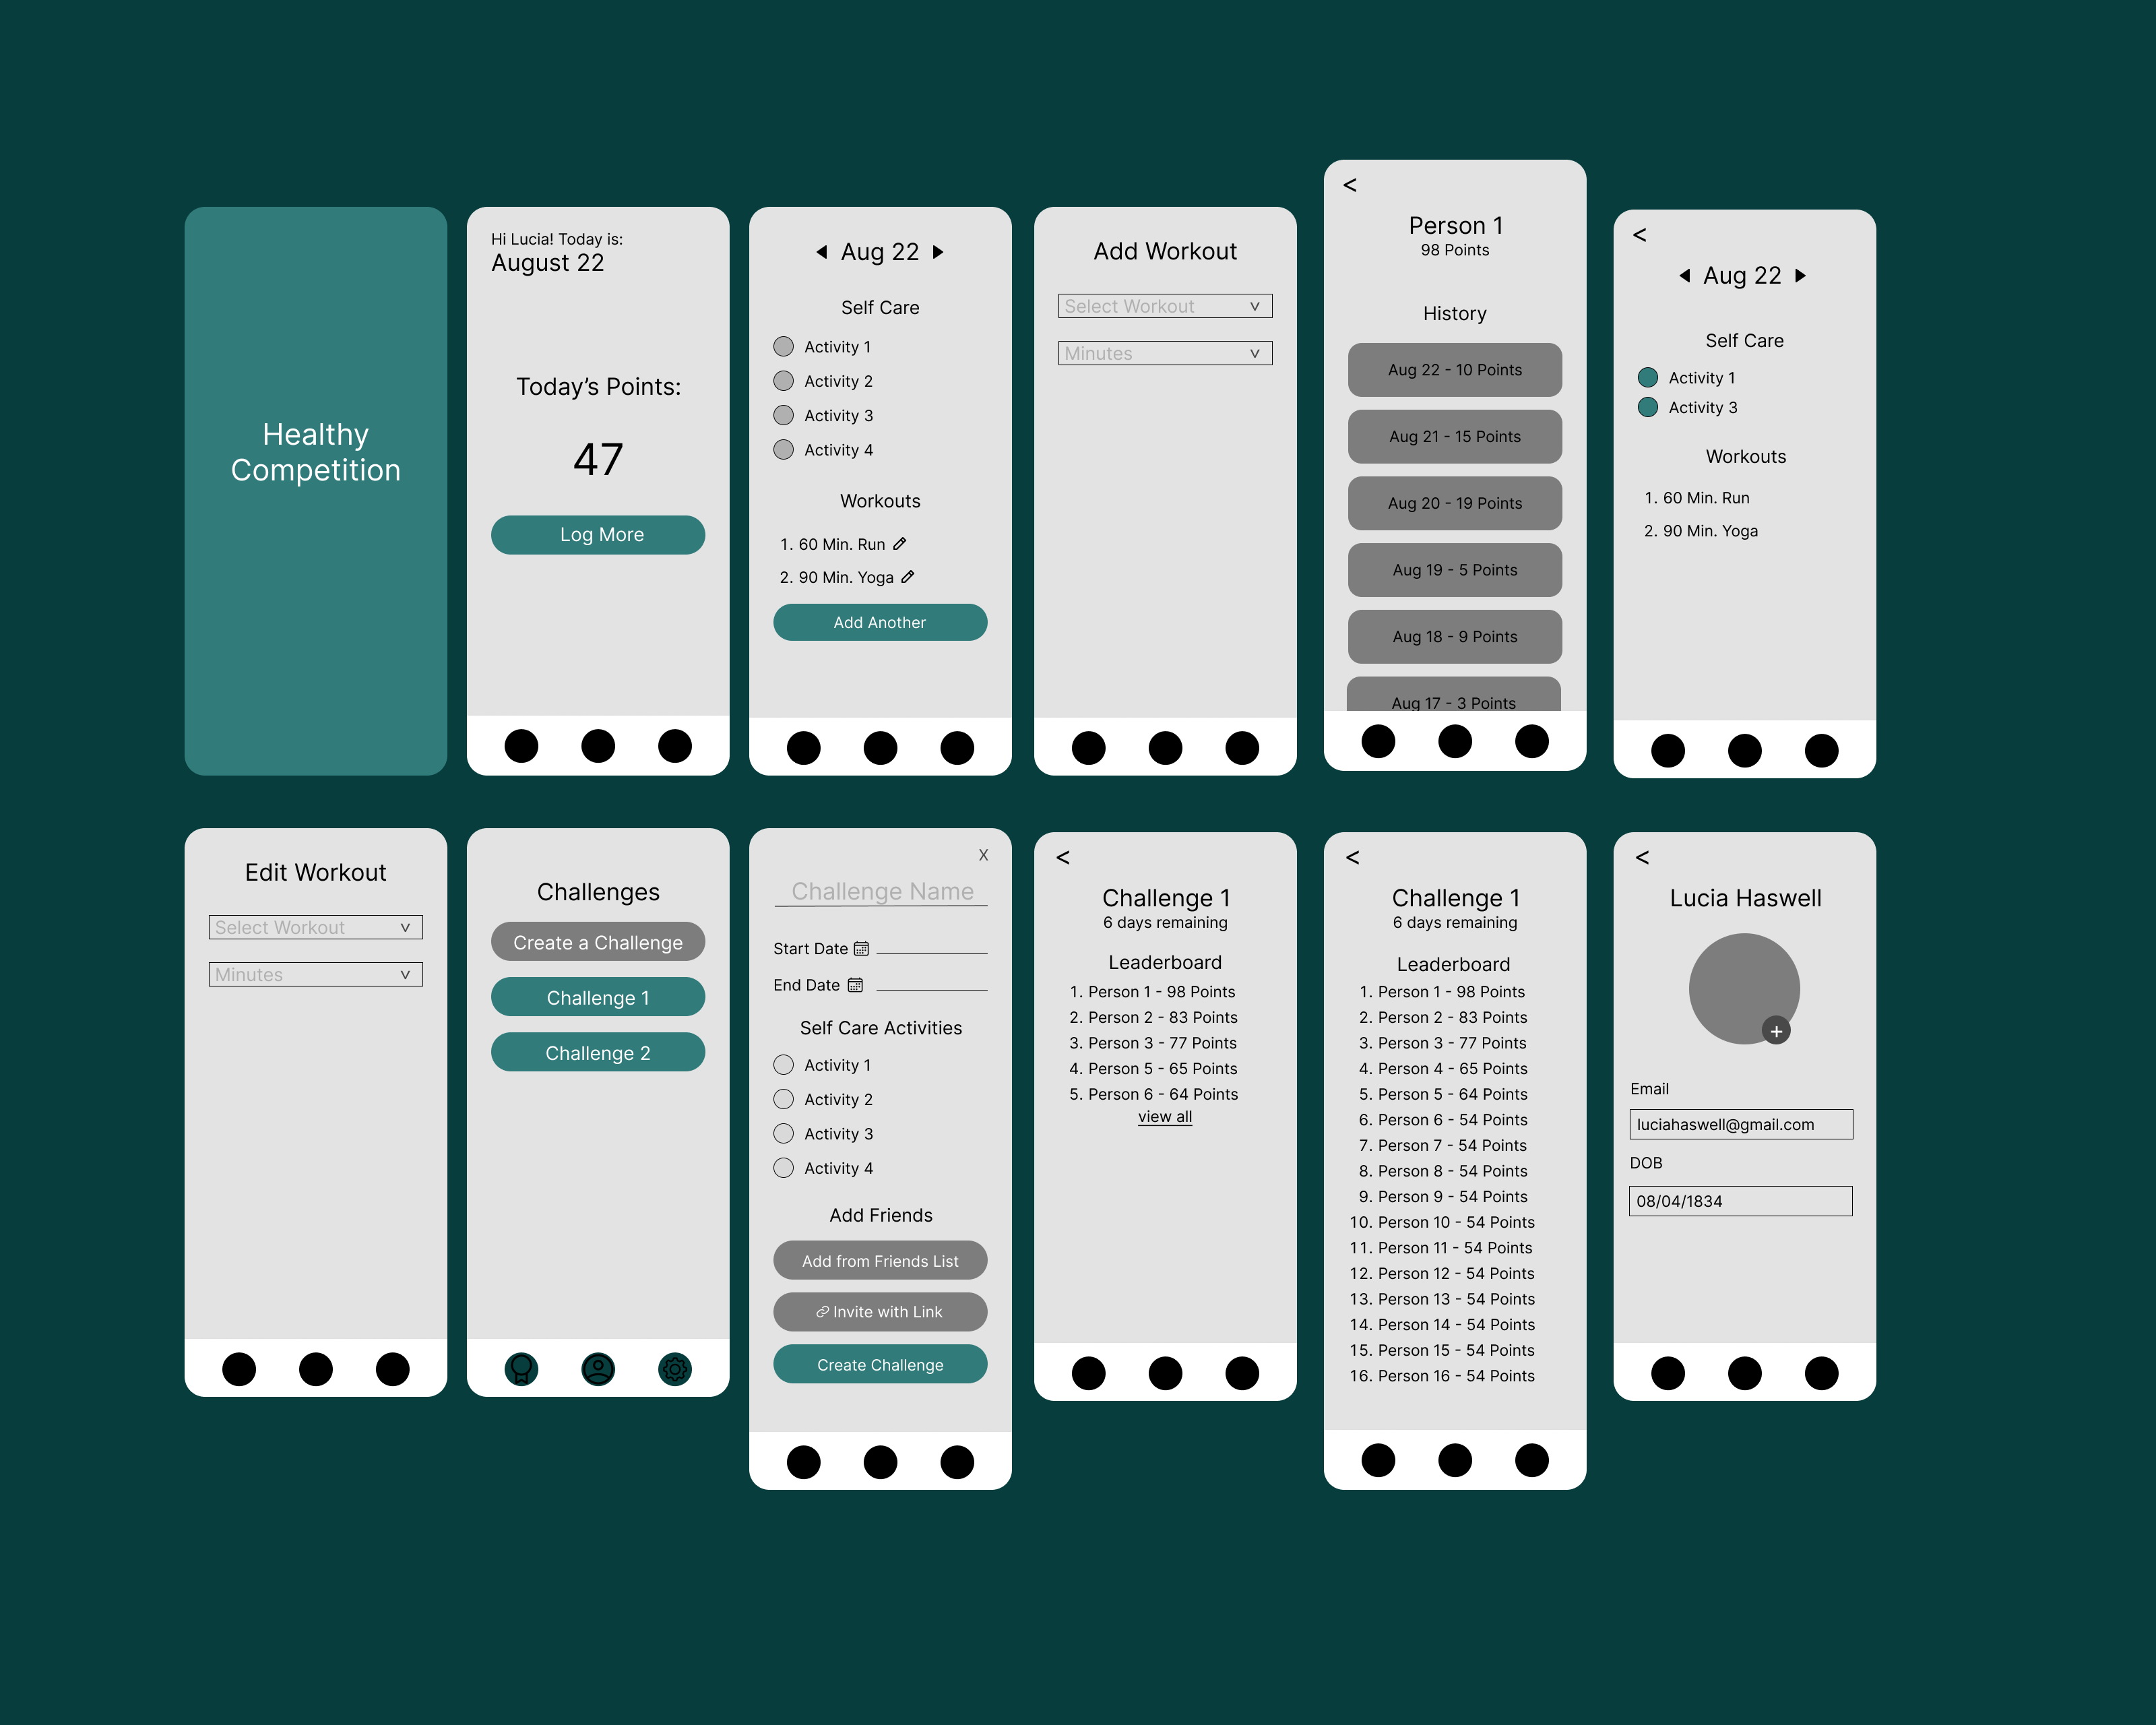 Healthy
Competition
Hi Lucia! Today is:
August 22
Today’s Points:
47
Log More
Aug 22
Self Care
Activity 1
Activity 2
Activity 3
Activity 4
Workouts
1. 60 Min. Run
2. 90 Min. Yoga
Add Another
Add Workout
Select Workout
Minutes
<
Person 1
98 Points
History
Aug 22 - 10 Points
Aug 21 - 15 Points
Aug 20 - 19 Points
Aug 19 - 5 Points
Aug 18 - 9 Points
Aug 17 - 3 Points
<
Aug 22
Self Care
Activity 1
Activity 3
Workouts
1. 60 Min. Run
2. 90 Min. Yoga
Edit Workout
Select Workout
Minutes
Challenges
Create a Challenge
Challenge 1
Challenge 2
X
Challenge Name
Start Date
End Date
Self Care Activities
Activity 1
Activity 2
Activity 3
Activity 4
Add Friends
Add from Friends List
Invite with Link
Create Challenge
<
Challenge 1
6 days remaining
Leaderboard
1. Person 1 - 98 Points
2. Person 2 - 83 Points
3. Person 3 - 77 Points
4. Person 5 - 65 Points
5. Person 6 - 64 Points
view all
<
Challenge 1
6 days remaining
Leaderboard
1. Person 1 - 98 Points
2. Person 2 - 83 Points
3. Person 3 - 77 Points
4. Person 4 - 65 Points
5. Person 5 - 64 Points
6. Person 6 - 54 Points
7. Person 7 - 54 Points
8. Person 8 - 54 Points
9. Person 9 - 54 Points
10. Person 10 - 54 Points
11. Person 11 - 54 Points
12. Person 12 - 54 Points
13. Person 13 - 54 Points
14. Person 14 - 54 Points
15. Person 15 - 54 Points
16. Person 16 - 54 Points
<
Lucia Haswell
+
Email
luciahaswell@gmail.com
DOB
08/04/1834